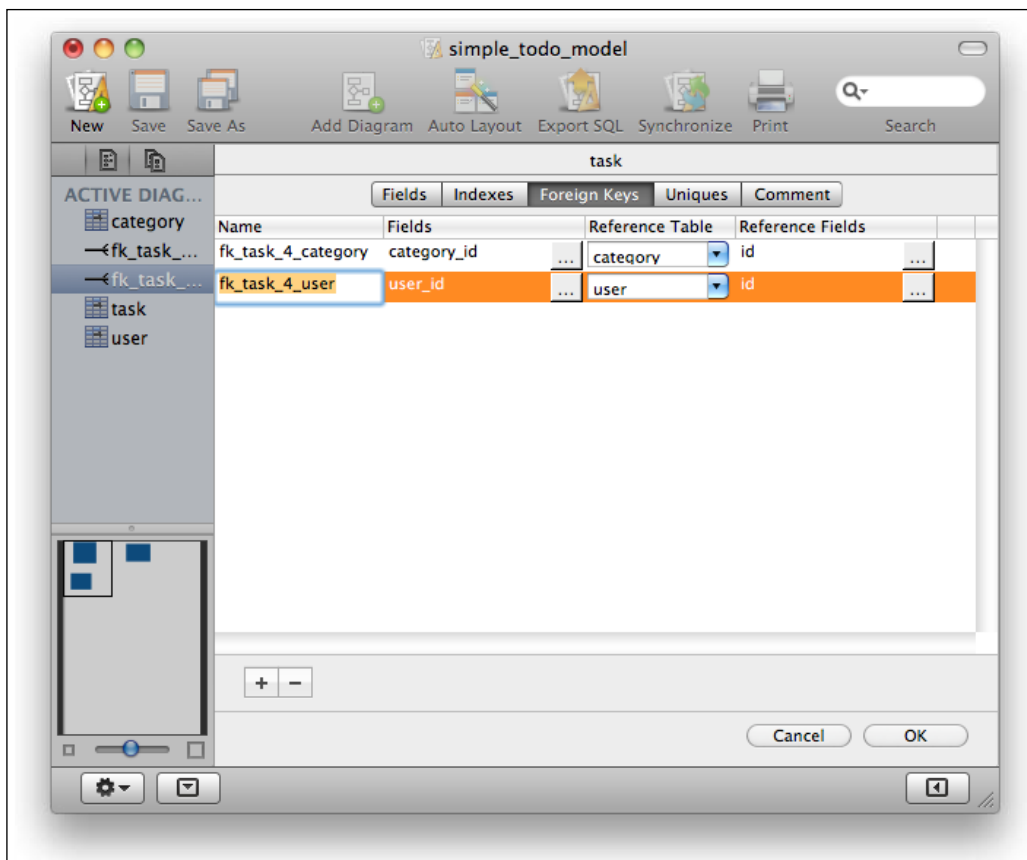 simple_todo_model
New Save Save As Add Diagram Auto Layout Export SQL Synchronize Print Search
task
ACTIVE DIAG...
Fields Indexes Foreign Keys Uniques Comment
category
Name Fields Reference Table Reference Fields
fk_task_...
fk_task_4_category category_id ... category id ...
fk_task_...
fk_task_4_user user_id ... user id ...
task
user
+ −
Cancel OK